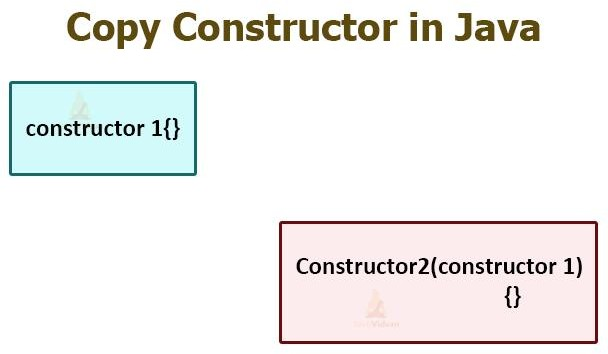 Copy Constructor in Java
constructor 1{}
Constructor2(constructor 1)
{}